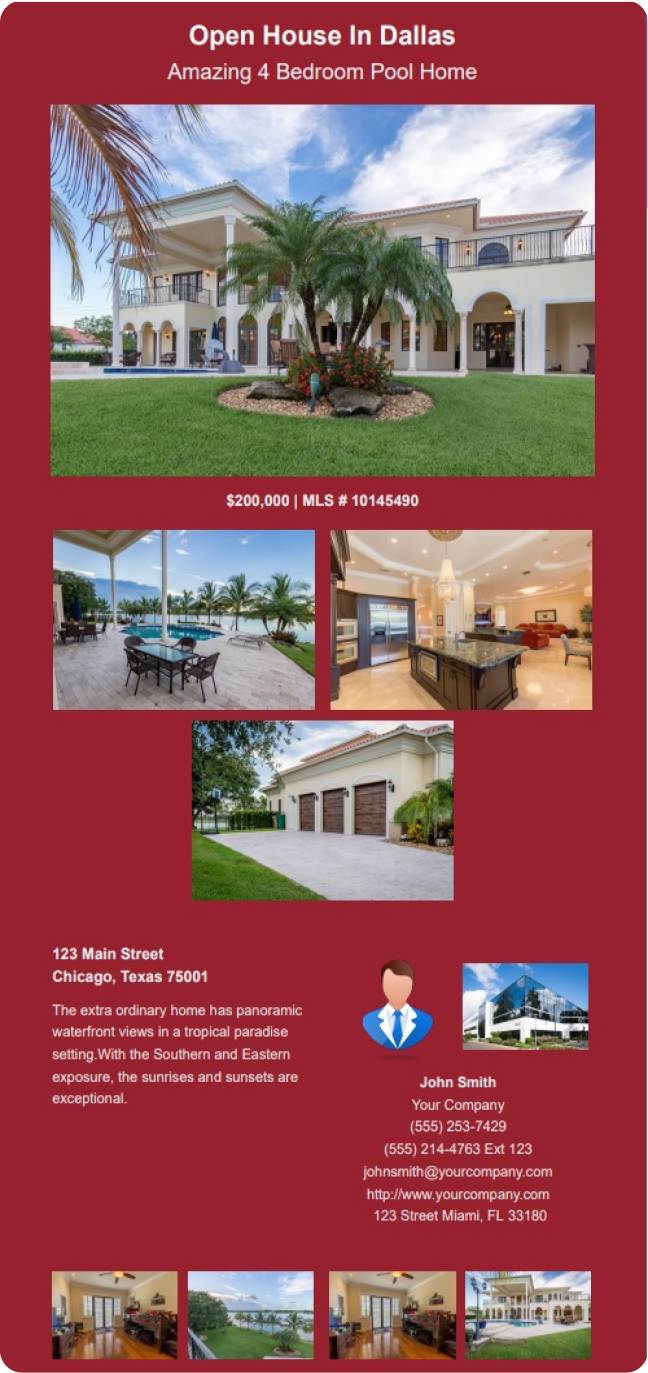 Open House In Dallas
Amazing 4 Bedroom Pool Home
$200,000 | MLS # 10145490
123 Main Street
Chicago, Texas 75001
The extra ordinary home has panoramic
waterfront views in a tropical paradise
setting.With the Southern and Eastern
exposure, the sunrises and sunsets are
exceptional.
John Smith
Your Company
(555) 253-7429
(555) 214-4763 Ext 123
johnsmith@yourcompany.com
http://www.yourcompany.com
123 Street Miami, FL 33180